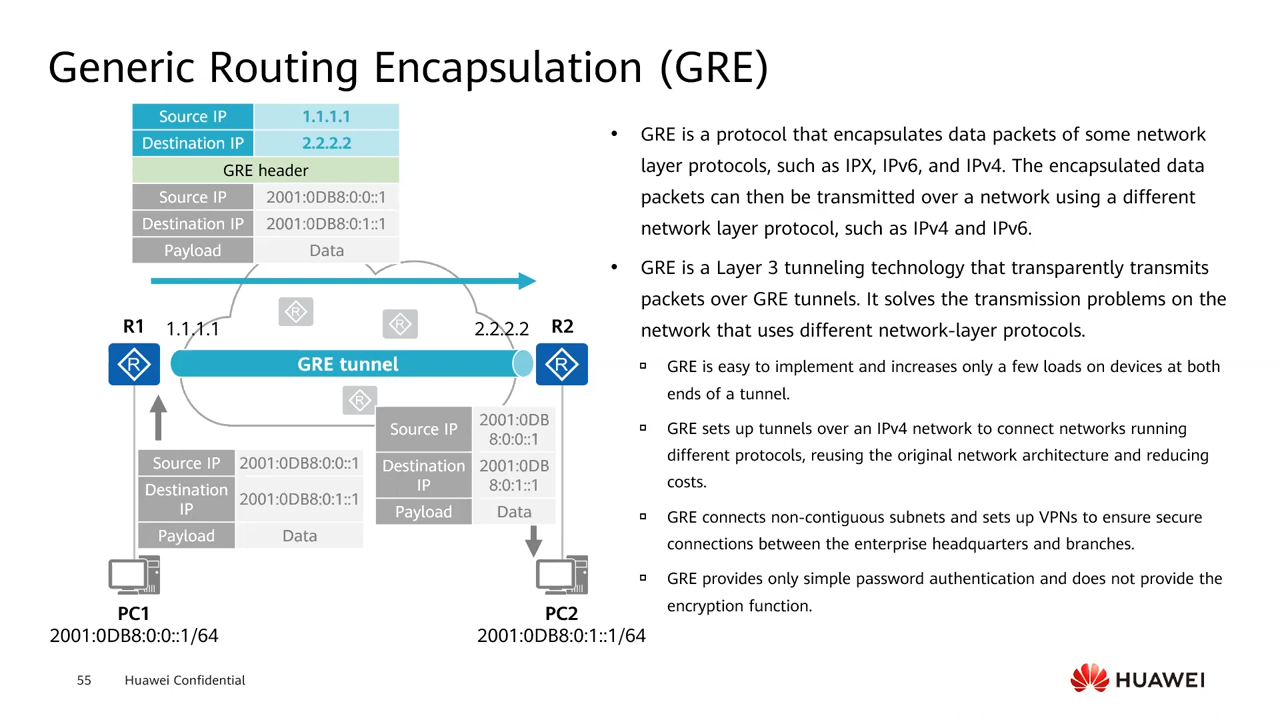 Generic Routing Encapsulation (GRE)
Source IP 1.1.1.1
Destination IP 2.2.2.2
GRE header
Source IP 2001:0DB8:0:0::1
Destination IP 2001:0DB8:0:1::1
Payload Data
R1 1.1.1.1 2.2.2.2 R2
R R
R GRE tunnel R
R
Source IP 2001:0DB
8:0:0::1
Destination
IP 2001:0DB
8:0:1::1
Payload Data
Source IP 2001:0DB8:0:0::1
Destination
IP 2001:0DB8:0:1::1
Payload Data
PC1
2001:0DB8:0:0::1/64
PC2
2001:0DB8:0:1::1/64
• GRE is a protocol that encapsulates data packets of some network
layer protocols, such as IPX, IPv6, and IPv4. The encapsulated data
packets can then be transmitted over a network using a different
network layer protocol, such as IPv4 and IPv6.
• GRE is a Layer 3 tunneling technology that transparently transmits
packets over GRE tunnels. It solves the transmission problems on the
network that uses different network-layer protocols.
▫ GRE is easy to implement and increases only a few loads on devices at both
ends of a tunnel.
▫ GRE sets up tunnels over an IPv4 network to connect networks running
different protocols, reusing the original network architecture and reducing
costs.
▫ GRE connects non-contiguous subnets and sets up VPNs to ensure secure
connections between the enterprise headquarters and branches.
▫ GRE provides only simple password authentication and does not provide the
encryption function.
55 Huawei Confidential
HUAWEI